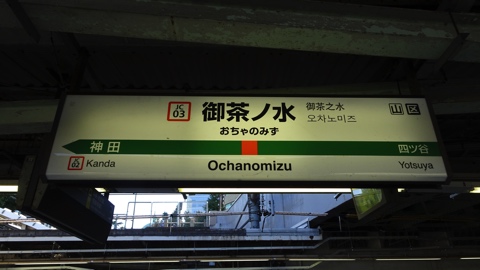 JC
03
御茶ノ水
おちゃのみず
御茶之水
오차노미즈
山 区
神田
四ツ谷
JC
02
Kanda
Ochanomizu
Yotsuya